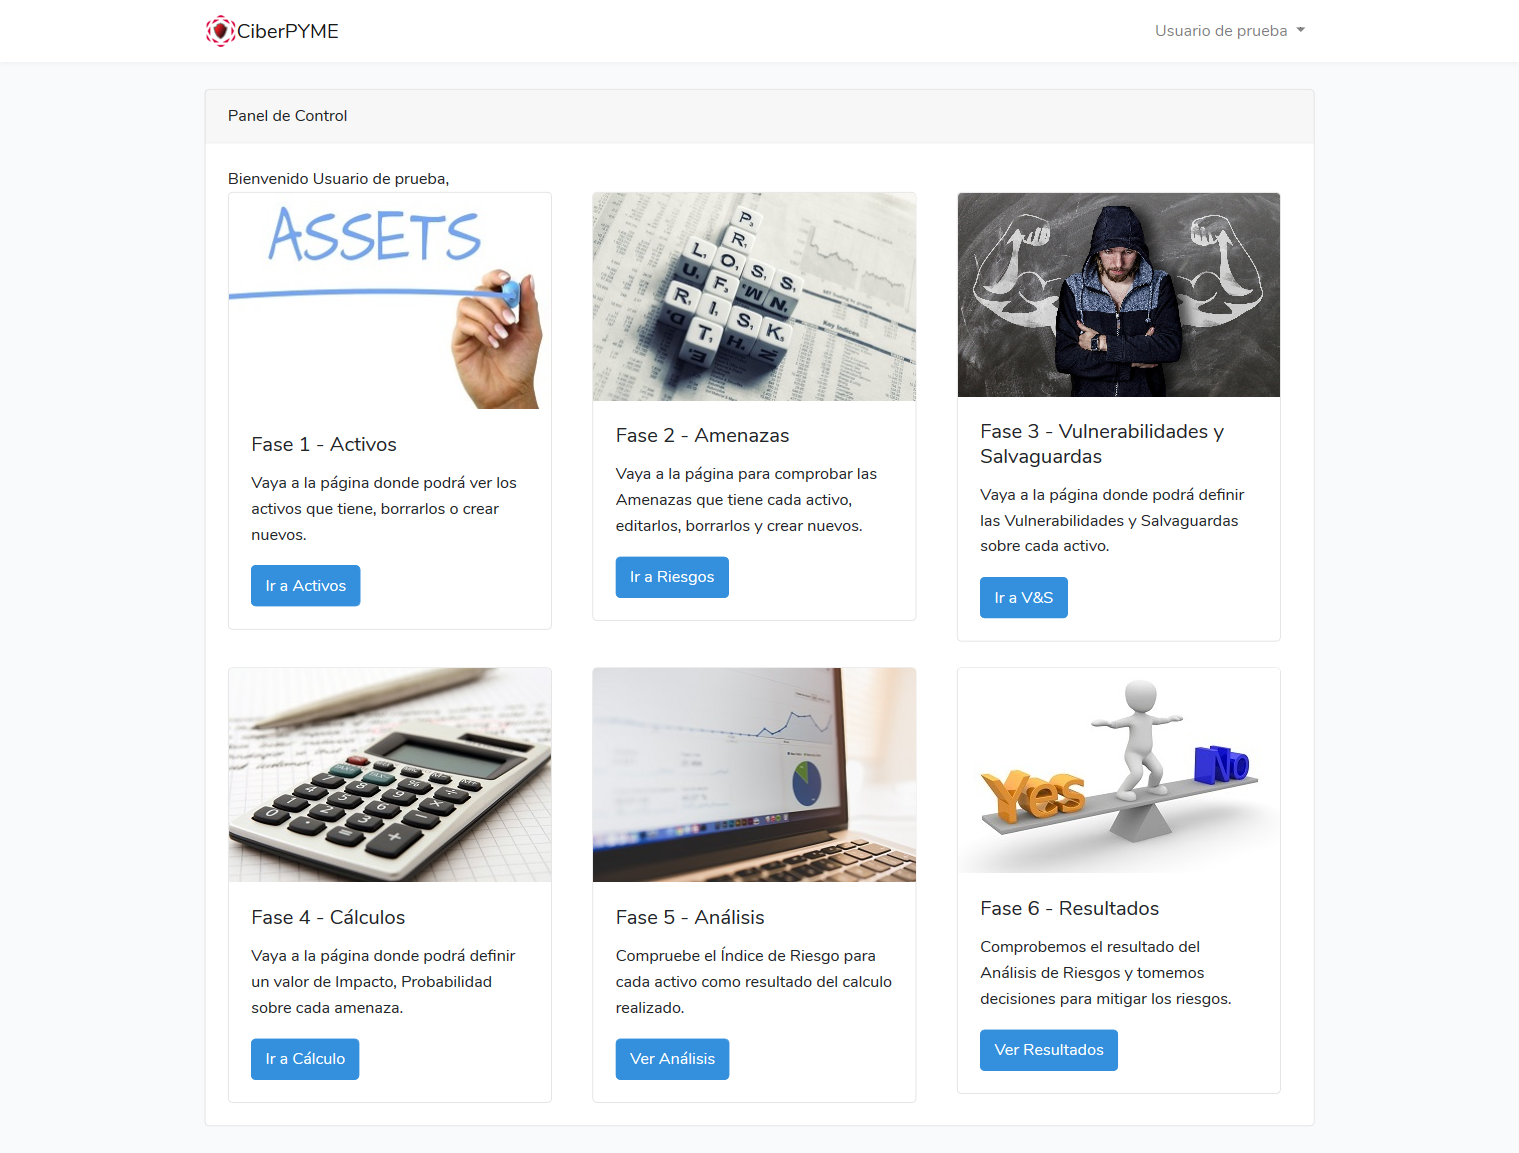 CiberPYME
Usuario de prueba
Panel de Control
Bienvenido Usuario de prueba,
ASSETS
PROFIT
LOSS
RISK
Key Indices
Fase 1 - Activos
Vaya a la página donde podrá ver los
activos que tiene, borrarlos o crear
nuevos.
Ir a Activos
Fase 2 - Amenazas
Vaya a la página para comprobar las
Amenazas que tiene cada activo,
editarlos, borrarlos y crear nuevos.
Ir a Riesgos
Fase 3 - Vulnerabilidades y
Salvaguardas
Vaya a la página donde podrá definir
las Vulnerabilidades y Salvaguardas
sobre cada activo.
Ir a V&S
Yes
No
Fase 4 - Cálculos
Vaya a la página donde podrá definir
un valor de Impacto, Probabilidad
sobre cada amenaza.
Ir a Cálculo
Fase 5 - Análisis
Compruebe el Índice de Riesgo para
cada activo como resultado del calculo
realizado.
Ver Análisis
Fase 6 - Resultados
Comprobemos el resultado del
Análisis de Riesgos y tomemos
decisiones para mitigar los riesgos.
Ver Resultados